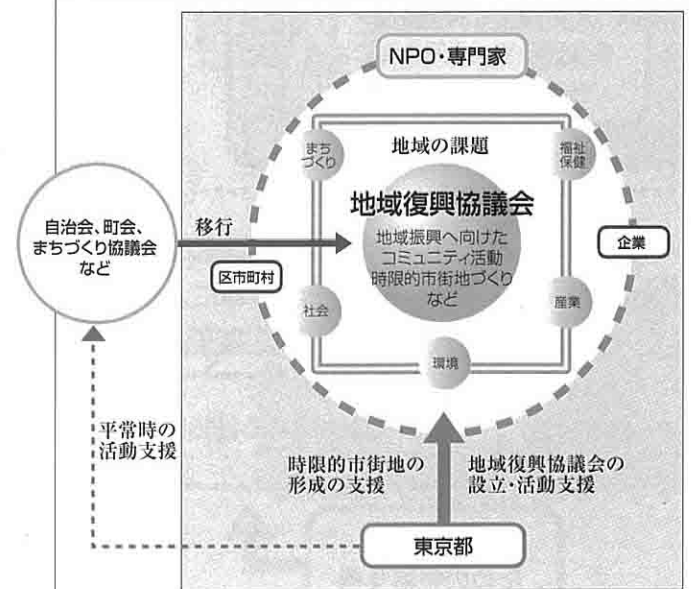 NPO・専門家
まち
づくり
地域の課題
福祉
保健
地域復興協議会
地域振興へ向けた
コミュニティ活動
時限的市街地づくり
など
自治会、町会、
まちづくり協議会
など
移行
区市町村
企業
社会
産業
環境
平常時の
活動支援
時限的市街地の
形成の支援
地域復興協議会の
設立・活動支援
東京都